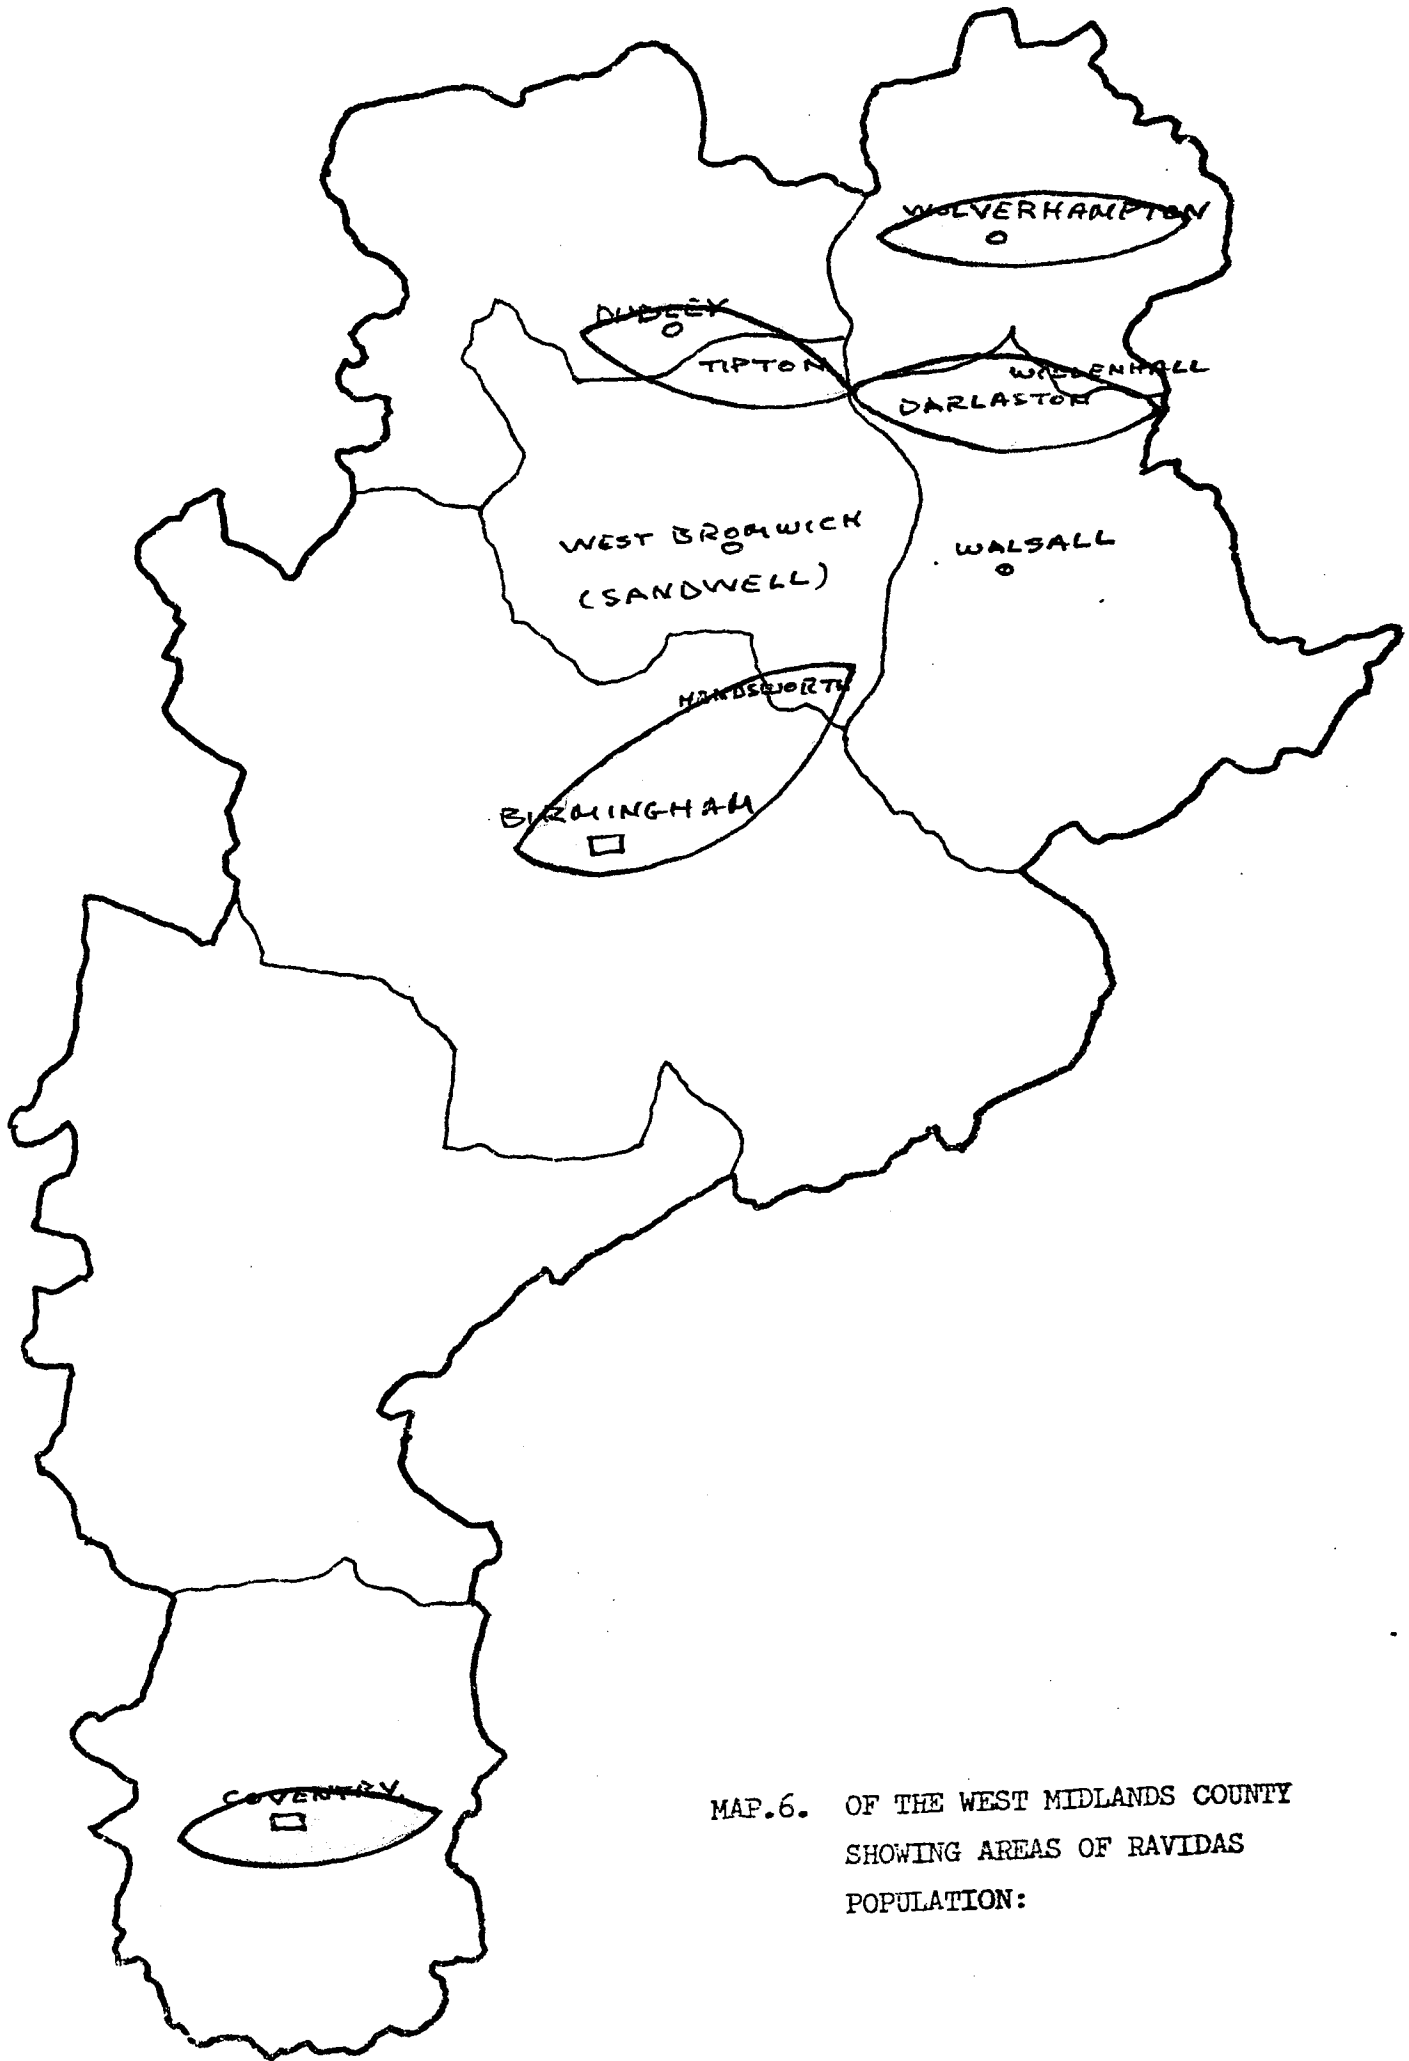 WOLVERHAMPTON
DUDLEY
TIPTON
WILLENHALL
DARLASTON
WEST BROMWICH
(SANDWELL)
WALSALL
HANDSWORTH
BIRMINGHAM
COVENTRY.
MAP.6. OF THE WEST MIDLANDS COUNTY
SHOWING AREAS OF RAVIDAS
POPULATION: